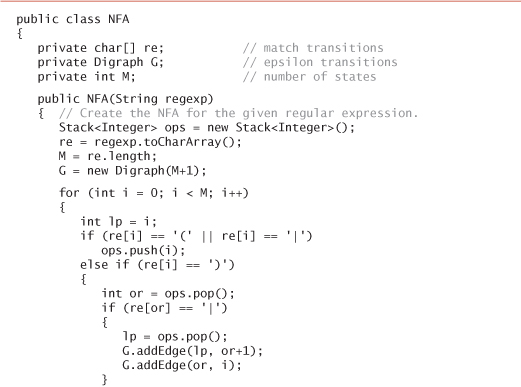 public class NFA
{
   private char[] re;           // match transitions
   private Digraph G;           // epsilon transitions
   private int M;               // number of states
   public NFA(String regexp)
   {  // Create the NFA for the given regular expression.
      Stack<Integer> ops = new Stack<Integer>();
      re = regexp.toCharArray();
      M = re.length;
      G = new Digraph(M+1);
      for (int i = 0; i < M; i++)
      {
         int lp = i;
         if (re[i] == '(' || re[i] == '|')
            ops.push(i);
         else if (re[i] == ')')
         {
            int or = ops.pop();
            if (re[or] == '|')
            {
               lp = ops.pop();
               G.addEdge(lp, or+1);
               G.addEdge(or, i);
            }